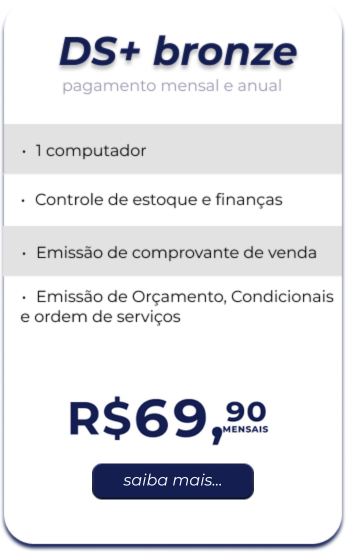 DS+ bronze
pagamento mensal e anual
• 1 computador
• Controle de estoque e finanças
• Emissão de comprovante de venda
• Emissão de Orçamento, Condicionais
e ordem de serviços
R$69,90
MENSAIS
saiba mais...